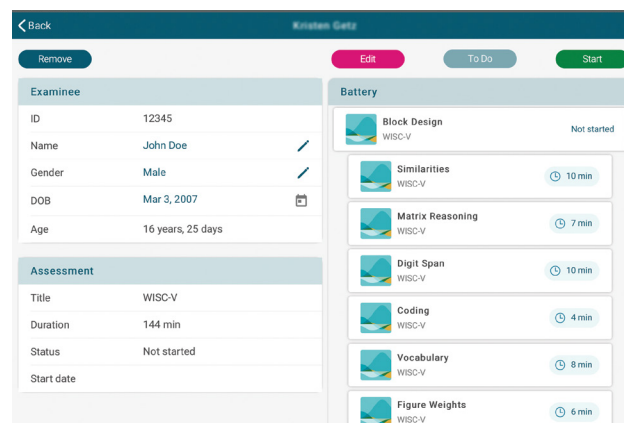 Back
Kristen Getz
Remove
Edit
To Do
Start
Examinee
ID 12345
Name John Doe
Gender Male
DOB Mar 3, 2007
Age 16 years, 25 days
Assessment
Title WISC-V
Duration 144 min
Status Not started
Start date
Battery
Block Design
WISC-V
Not started
Similarities
WISC-V
10 min
Matrix Reasoning
WISC-V
7 min
Digit Span
WISC-V
10 min
Coding
WISC-V
4 min
Vocabulary
WISC-V
8 min
Figure Weights
WISC-V
6 min